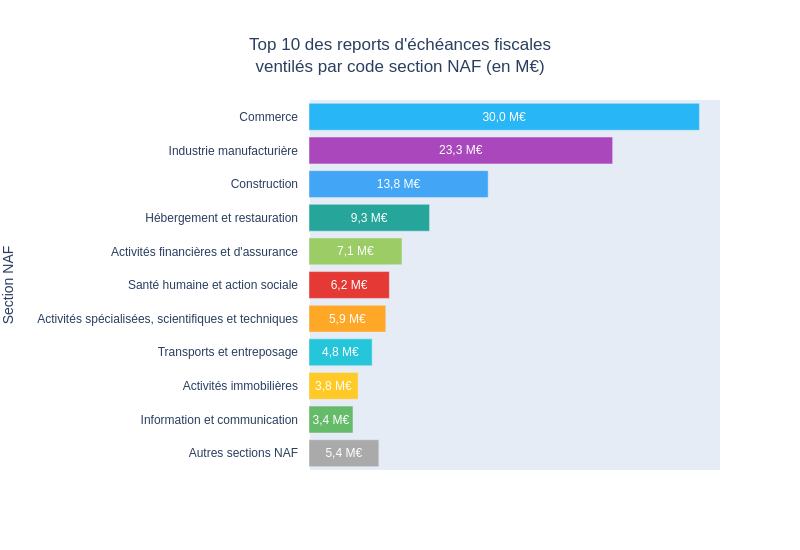 Top 10 des reports d'échéances fiscales
ventilés par code section NAF (en M€)
Section NAF
Commerce 30,0 M€
Industrie manufacturière 23,3 M€
Construction 13,8 M€
Hébergement et restauration 9,3 M€
Activités financières et d'assurance 7,1 M€
Santé humaine et action sociale 6,2 M€
Activités spécialisées, scientifiques et techniques 5,9 M€
Transports et entreposage 4,8 M€
Activités immobilières 3,8 M€
Information et communication 3,4 M€
Autres sections NAF 5,4 M€